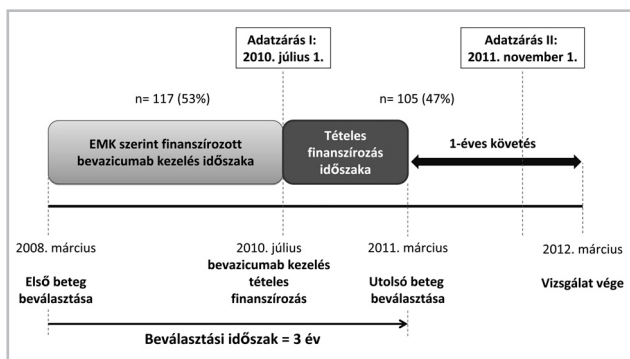 Adatzárás I:
2010. július 1.
Adatzárás II:
2011. november 1.
n= 117 (53%)
n= 105 (47%)
EMK szerint finanszírozott
bevazicumab kezelés időszaka
Tételes
finanszírozás
időszaka
1-éves követés
2008. március
Első beteg
beválasztása
2010. július
bevazicumab kezelés
tételes
finanszírozás
2011. március
Utolsó beteg
beválasztása
2012. március
Vizsgálat vége
Beválasztási időszak = 3 év